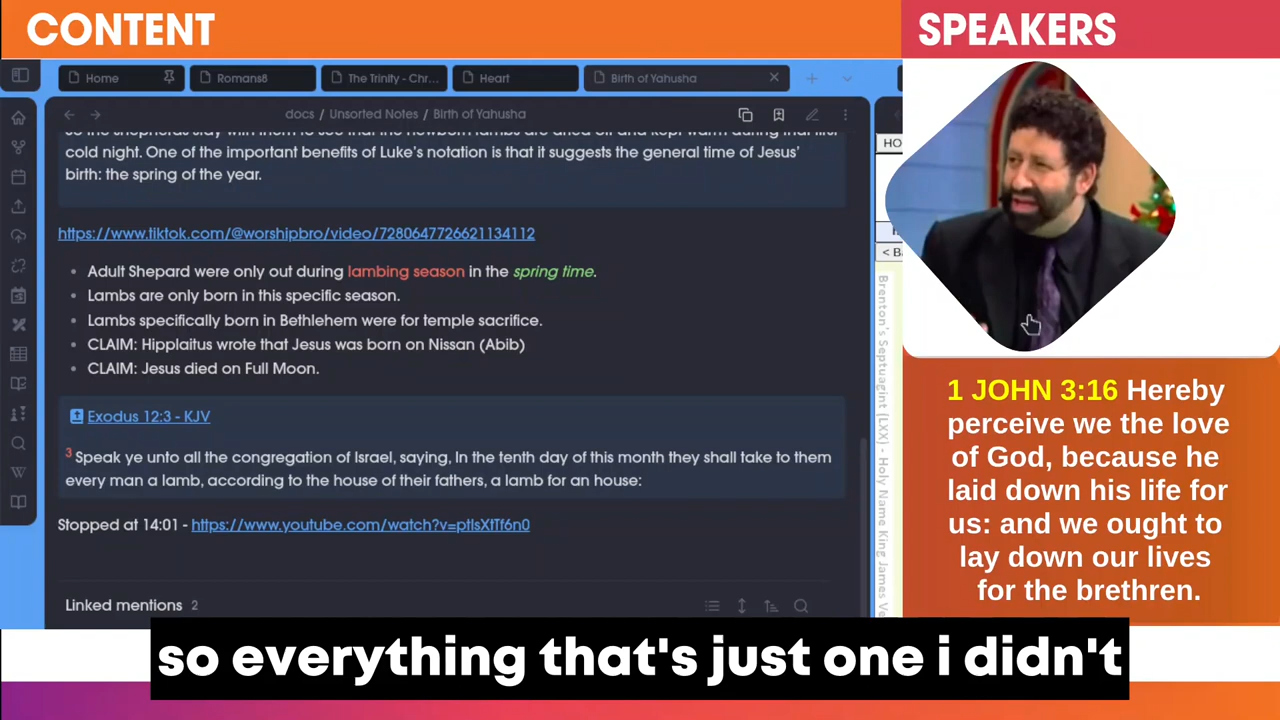 CONTENT
SPEAKERS
Home
Romans8
The Trinity - Chr...
Heart
Birth of Yahusha
docs / Unsorted Notes / Birth of Yahusha
cold night. One of the important benefits of Luke's notation is that it suggests the general time of Jesus'
birth: the spring of the year.
https://www.tiktok.com/@worshipbro/video/7280647726621134112
Adult Shepard were only out during lambing season in the spring time.
Lambs are only born in this specific season.
Lambs specifically born in Bethlehem were for temple sacrifice.
CLAIM: Hipplaitus wrote that Jesus was born on Nissan (Abib)
CLAIM: Jesus died on Full Moon.
Exodus 12:3 - KJV
3 Speak ye unto all the congregation of Israel, saying, In the tenth day of this month they shall take to them
every man a lamb, according to the house of their fathers, a lamb for an house:
Stopped at 14:01 -
Linked mentions 2
HO
< B
Brenton's Septuagint (LXX) - Holy Name King James Ve
1 JOHN 3:16 Hereby
perceive we the love
of God, because he
laid down his life for
us: and we ought to
lay down our lives
for the brethren.
so everything that's just one i didn't